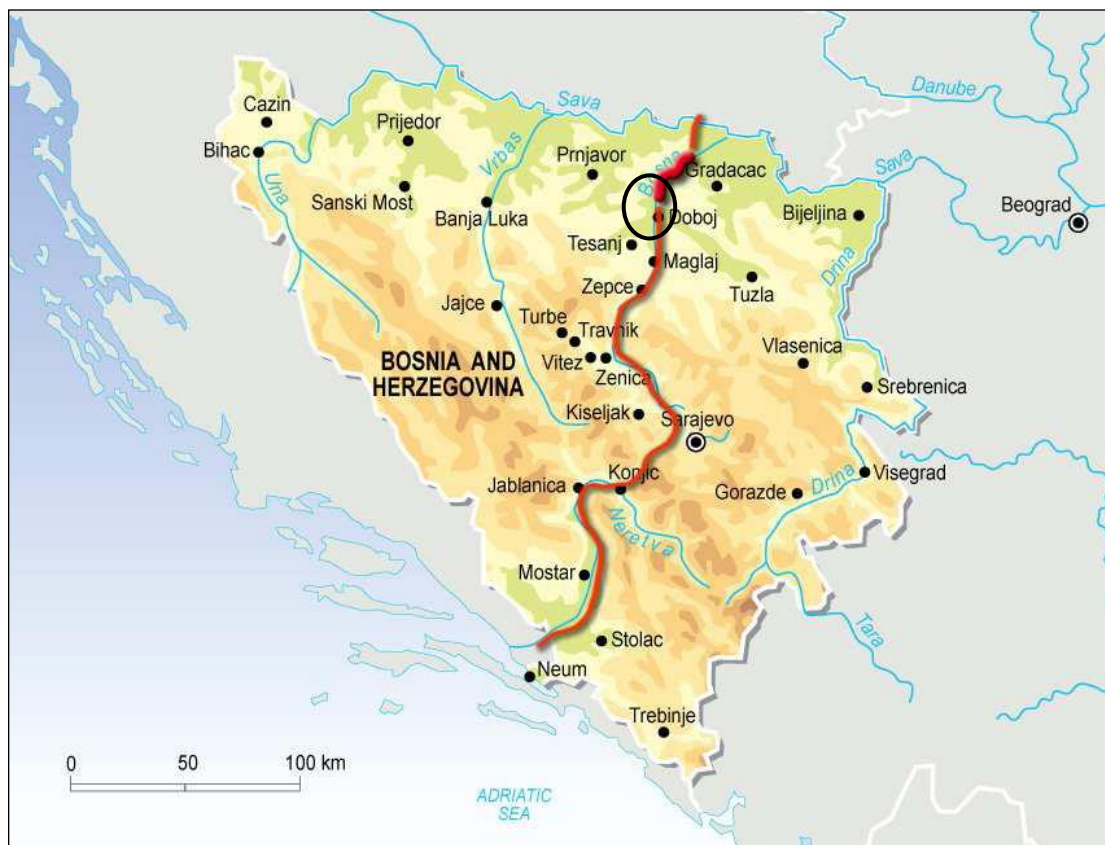 Danube
Cazin
Sava
Prijedor
Bihac
Vrbas
Prnjavor
Bosna
Gradacac
Sava
Una
Sanski Most
Banja Luka
Doboj
Bijeljina
Beograd
Tesanj
Maglaj
Drina
Zepce
Tuzla
Jajce
Turbe
Travnik
BOSNIA AND
HERZEGOVINA
Vitez
Zenica
Vlasenica
Srebrenica
Kiseljak
Sarajevo
Jablanica
Konjic
Gorazde
Drina
Visegrad
Neretva
Mostar
Stolac
Tara
Neum
Trebinje
0 50 100 km
ADRIATIC
SEA